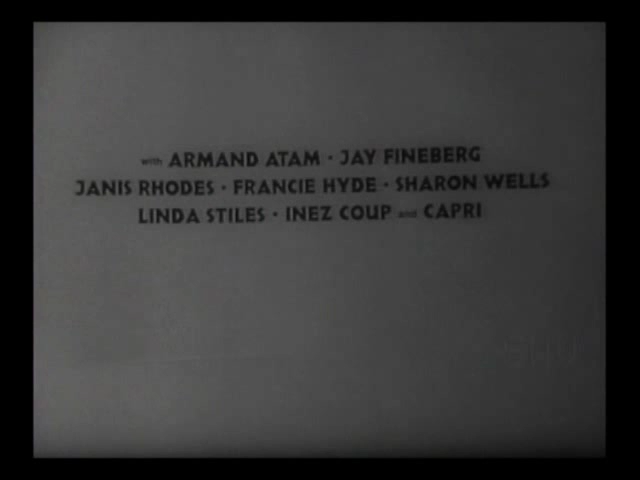 with ARMAND ATAM · JAY FINEBERG
JANIS RHODES · FRANCIE HYDE · SHARON WELLS
LINDA STILES · INEZ COUP and CAPRI